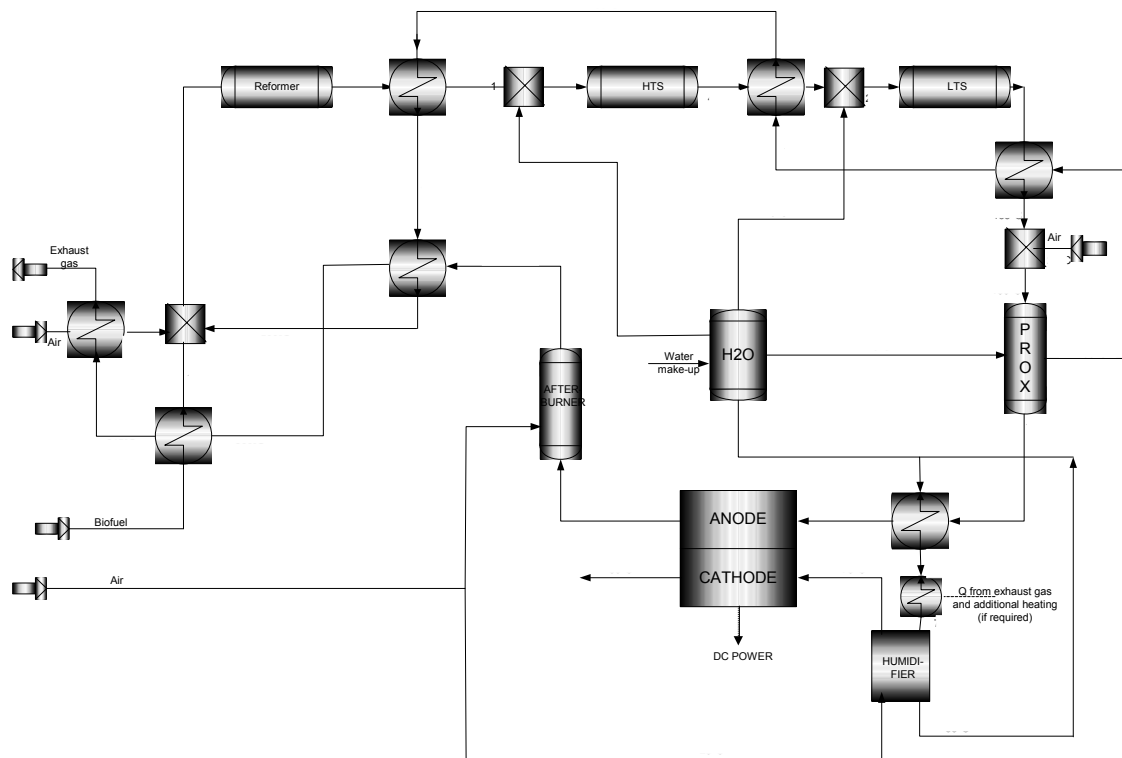 Reformer
1
HTS
LTS
Air
Exhaust
gas
Air
H2O
Water
make-up
P
R
O
X
AFTER-
BURNER
Biofuel
ANODE
Air
CATHODE
Q from exhaust gas
and additional heating
(if required)
DC POWER
HUMIDI-
FIER